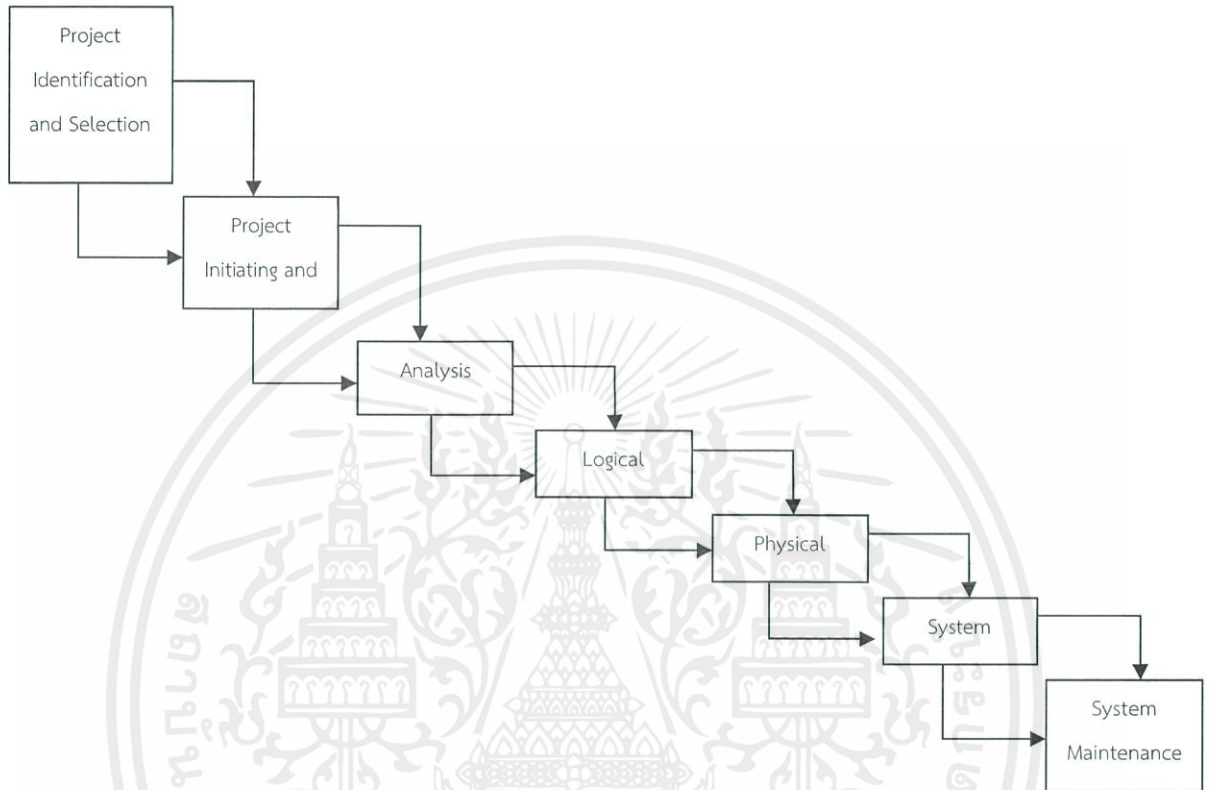 Project
Identification
and Selection
Project
Initiating and
Analysis
Logical
Physical
System
System
Maintenance